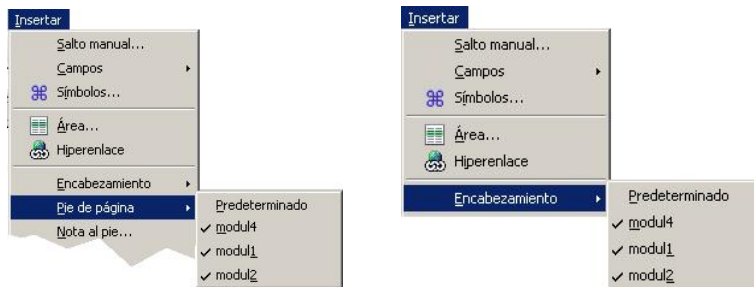 Insertar
Salto manual...
Campos
Símbolos...
Área...
Hiperenlace
Encabezamiento
Pie de página
Nota al pie...
Predeterminado
modul4
modul1
modul2
Insertar
Salto manual...
Campos
Símbolos...
Área...
Hiperenlace
Encabezamiento
Predeterminado
modul4
modul1
modul2